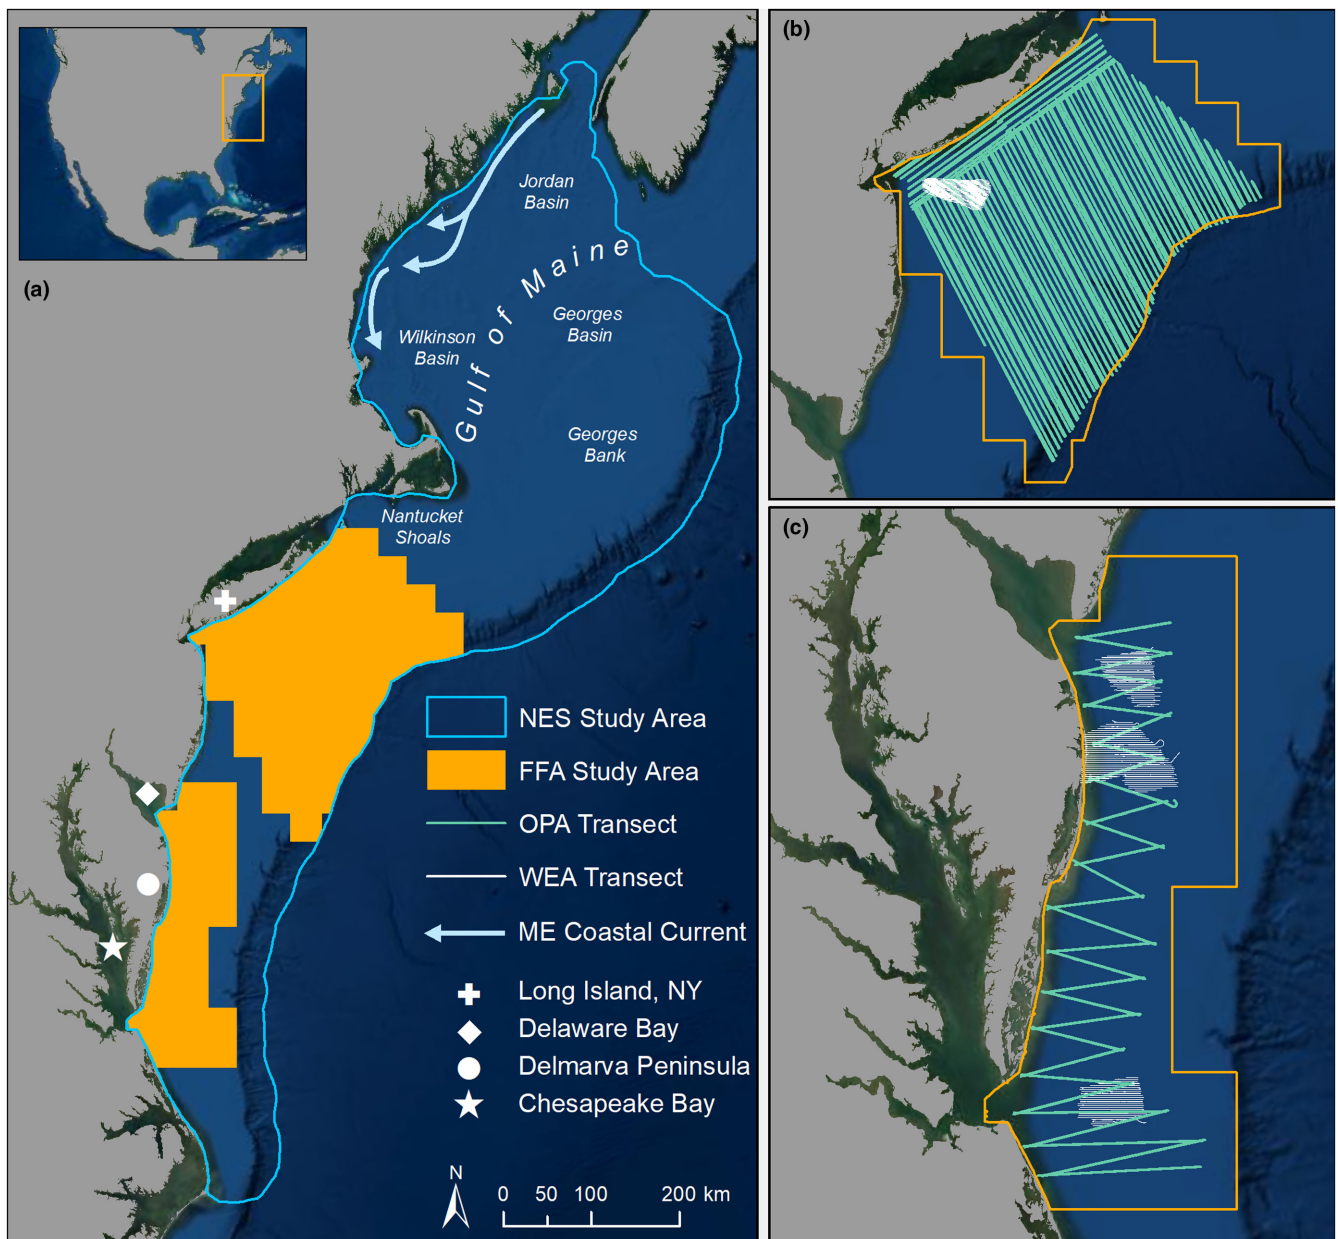 (a)
Jordan
Basin
Gulf of Maine
Georges
Basin
Wilkinson
Basin
Georges
Bank
Nantucket
Shoals
NES Study Area
FFA Study Area
OPA Transect
WEA Transect
ME Coastal Current
Long Island, NY
Delaware Bay
Delmarva Peninsula
Chesapeake Bay
N
0 50 100 200 km
(b)
(c)